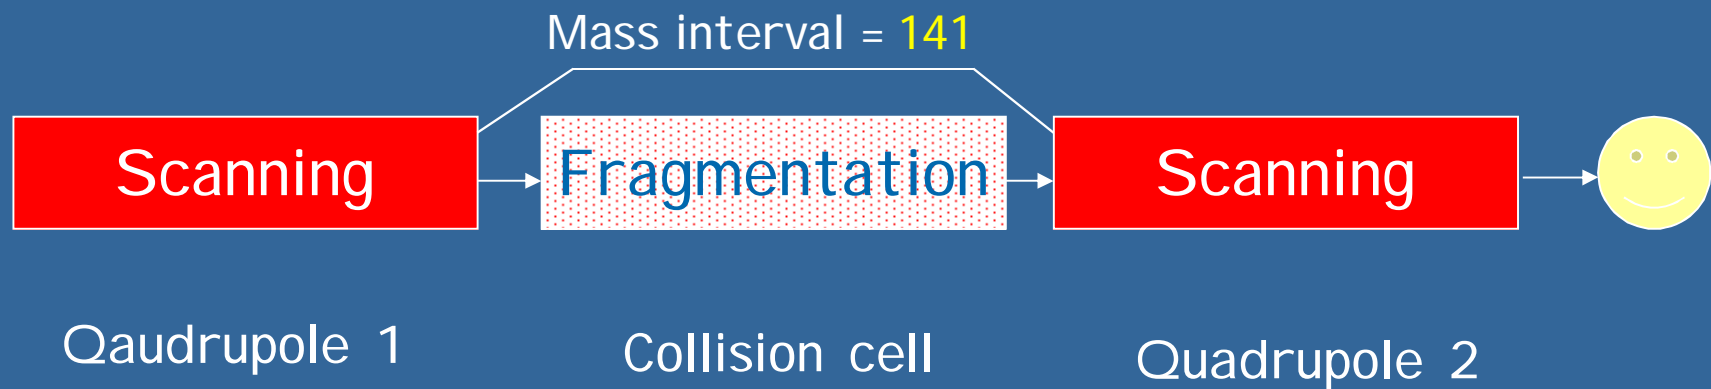 Mass interval = 141
Scanning
Fragmentation
Scanning
Qaudrupole 1
Collision cell
Quadrupole 2